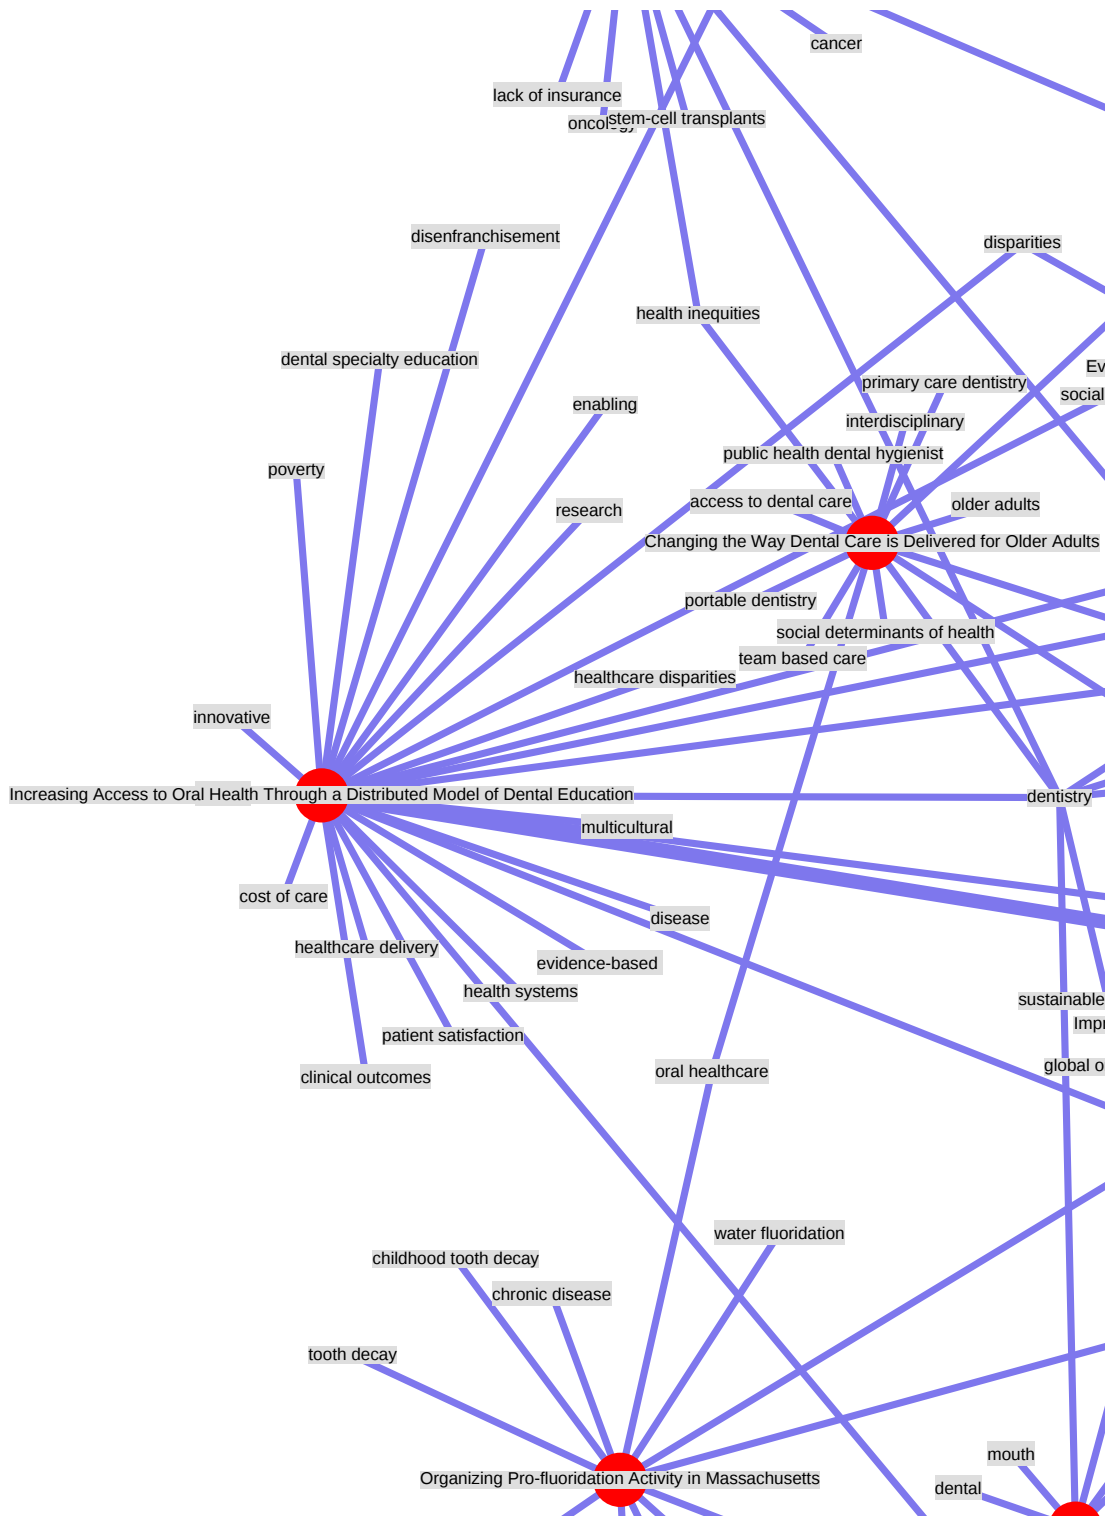 cancer
lack of insurance
stem-cell transplants
oncology
disenfranchisement
disparities
health inequities
dental specialty education
Ev
primary care dentistry
social
enabling
interdisciplinary
public health dental hygienist
poverty
access to dental care
older adults
research
Changing the Way Dental Care is Delivered for Older Adults
portable dentistry
social determinants of health
team based care
healthcare disparities
innovative
Increasing Access to Oral Health Through a Distributed Model of Dental Education
dentistry
multicultural
cost of care
disease
healthcare delivery
evidence-based
health systems
sustainable
Impr
patient satisfaction
global o
oral healthcare
clinical outcomes
water fluoridation
childhood tooth decay
chronic disease
tooth decay
mouth
Organizing Pro-fluoridation Activity in Massachusetts
dental